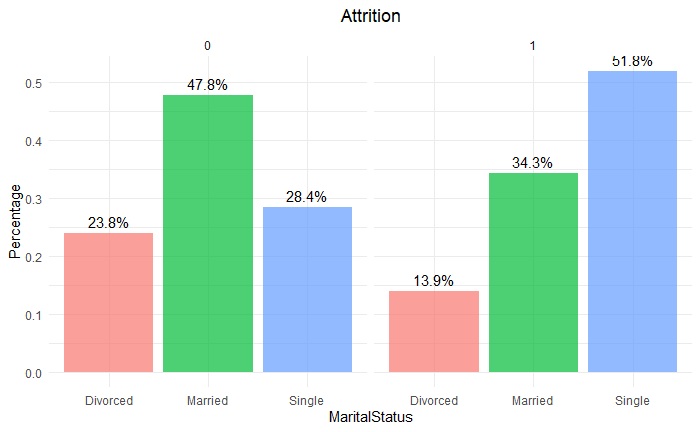 Attrition
0
1
Percentage
0.5
0.4
0.3
0.2
0.1
0.0
23.8%
47.8%
28.4%
13.9%
34.3%
51.8%
Divorced
Married
Single
Divorced
Married
Single
MaritalStatus